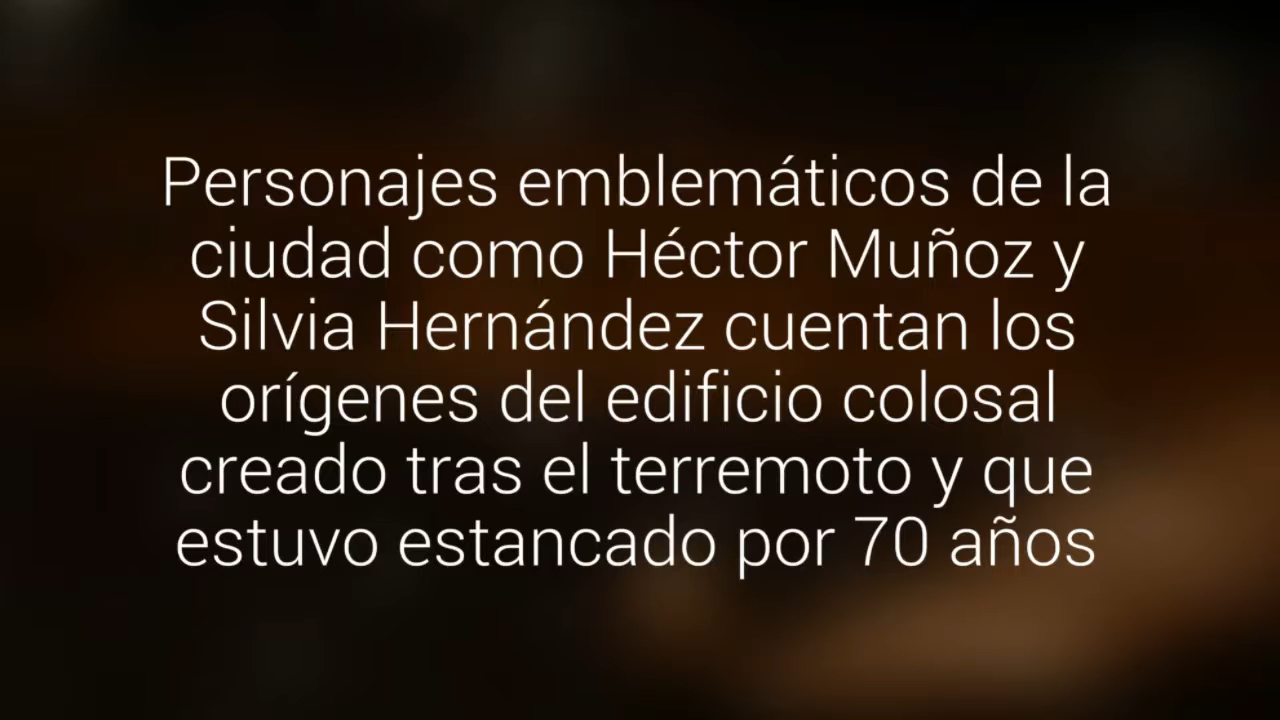 Personajes emblemáticos de la
ciudad como Héctor Muñoz y
Silvia Hernández cuentan los
orígenes del edificio colosal
creado tras el terremoto y que
estuvo estancado por 70 años